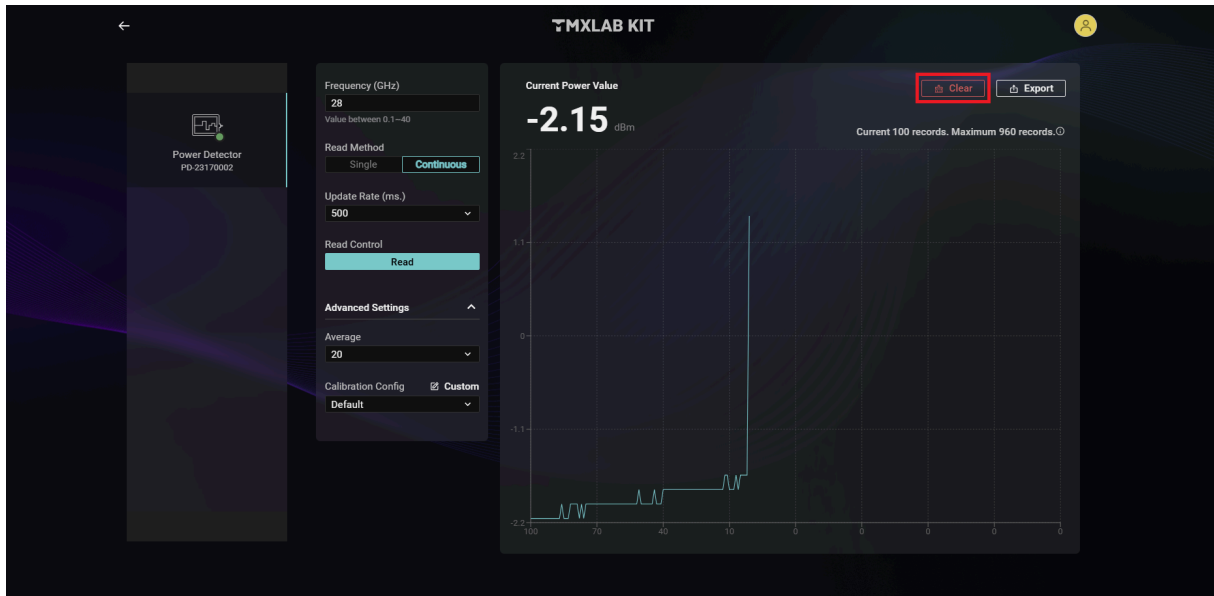 ←
TMXLAB KIT
Power Detector
PD-23170002
Frequency (GHz)
28
Value between 0.1~40
Read Method
Single Continuous
Update Rate (ms.)
500
Read Control
Read
Advanced Settings
Average
20
Calibration Config Custom
Default
Current Power Value
-2.15 dBm
Clear Export
Current 100 records. Maximum 960 records.
2.2
1.1
0
-1.1
-2.2
100 70 40 10 0 0 0 0 0